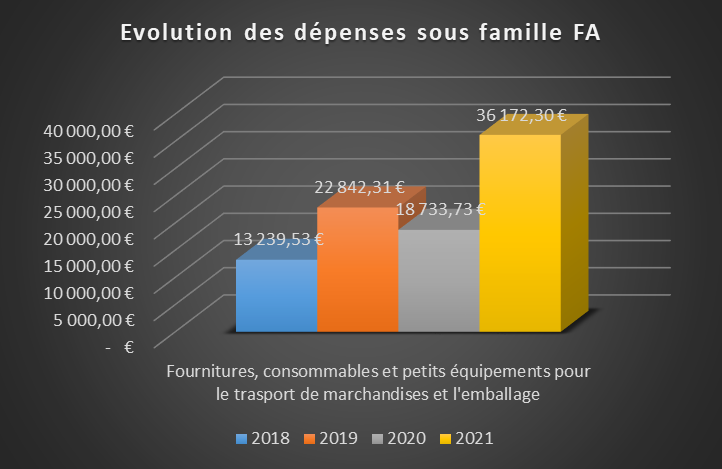 Evolution des dépenses sous famille FA
40 000,00 €
35 000,00 €
30 000,00 €
25 000,00 €
20 000,00 €
15 000,00 €
10 000,00 €
5 000,00 €
- €
13 239,53 €
22 842,31 €
18 733,73 €
36 172,30 €
Fournitures, consommables et petits équipements pour
le trasport de marchandises et l'emballage
2018 2019 2020 2021